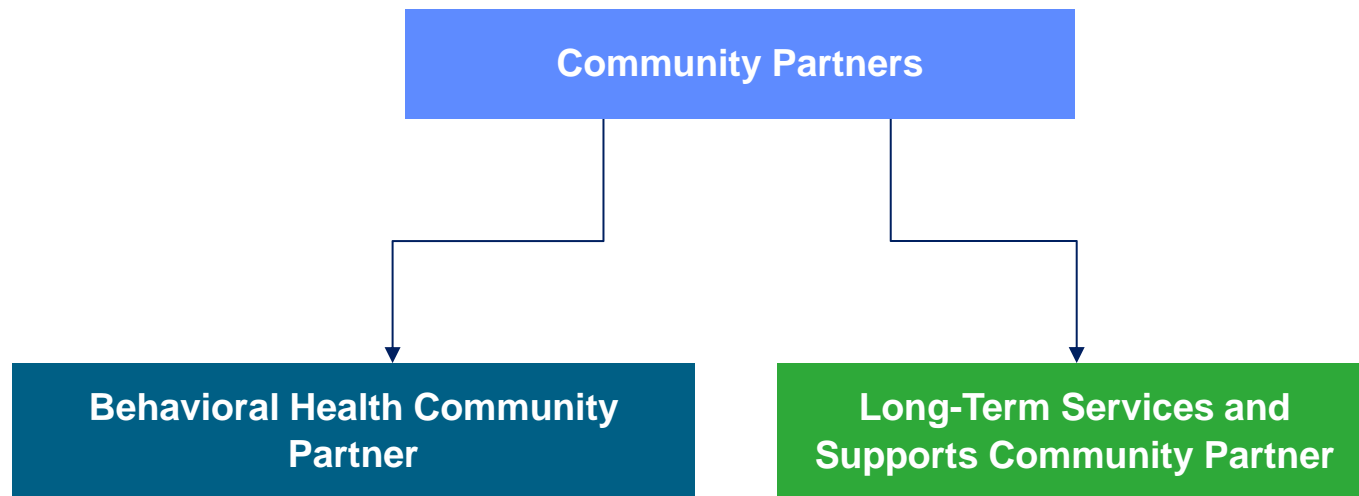 Community Partners
Behavioral Health Community
Partner
Long-Term Services and
Supports Community Partner